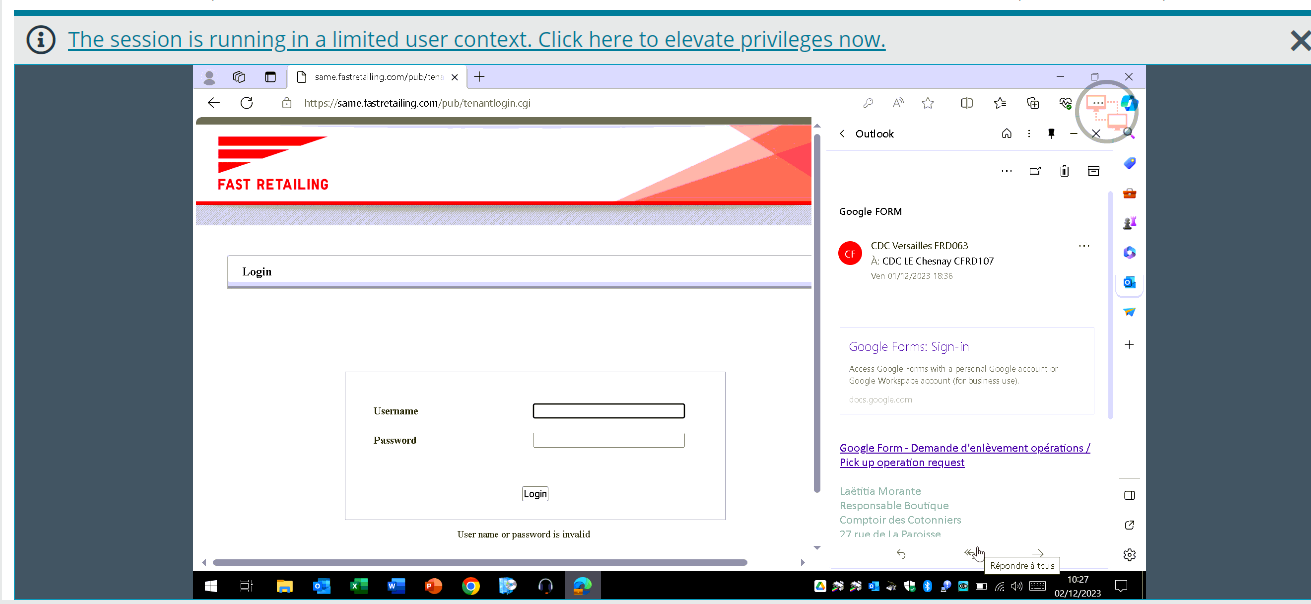 The session is running in a limited user context. Click here to elevate privileges now.
same.fastretailing.com/pub/ten
https://same.fastretailing.com/pub/tenantlogin.cgi
Outlook
FAST RETAILING
Google FORM
CF
CDC Versailles FRD063
À: CDC LE Chesnay CFRD107
Ven 01/12/2023 18:36
Login
Google Forms: Sign-in
Access Google Forms with a personal Google account or
Google Workspace account (for business use).
docs.google.com
Username
Password
Login
User name or password is invalid
Google Form - Demande d'enlèvement opérations /
Pick up operation request
Laëtitia Morante
Responsable Boutique
Comptoir des Cotonniers
27 rue de La Paroisse
Répondre à tous
10:27
02/12/2023